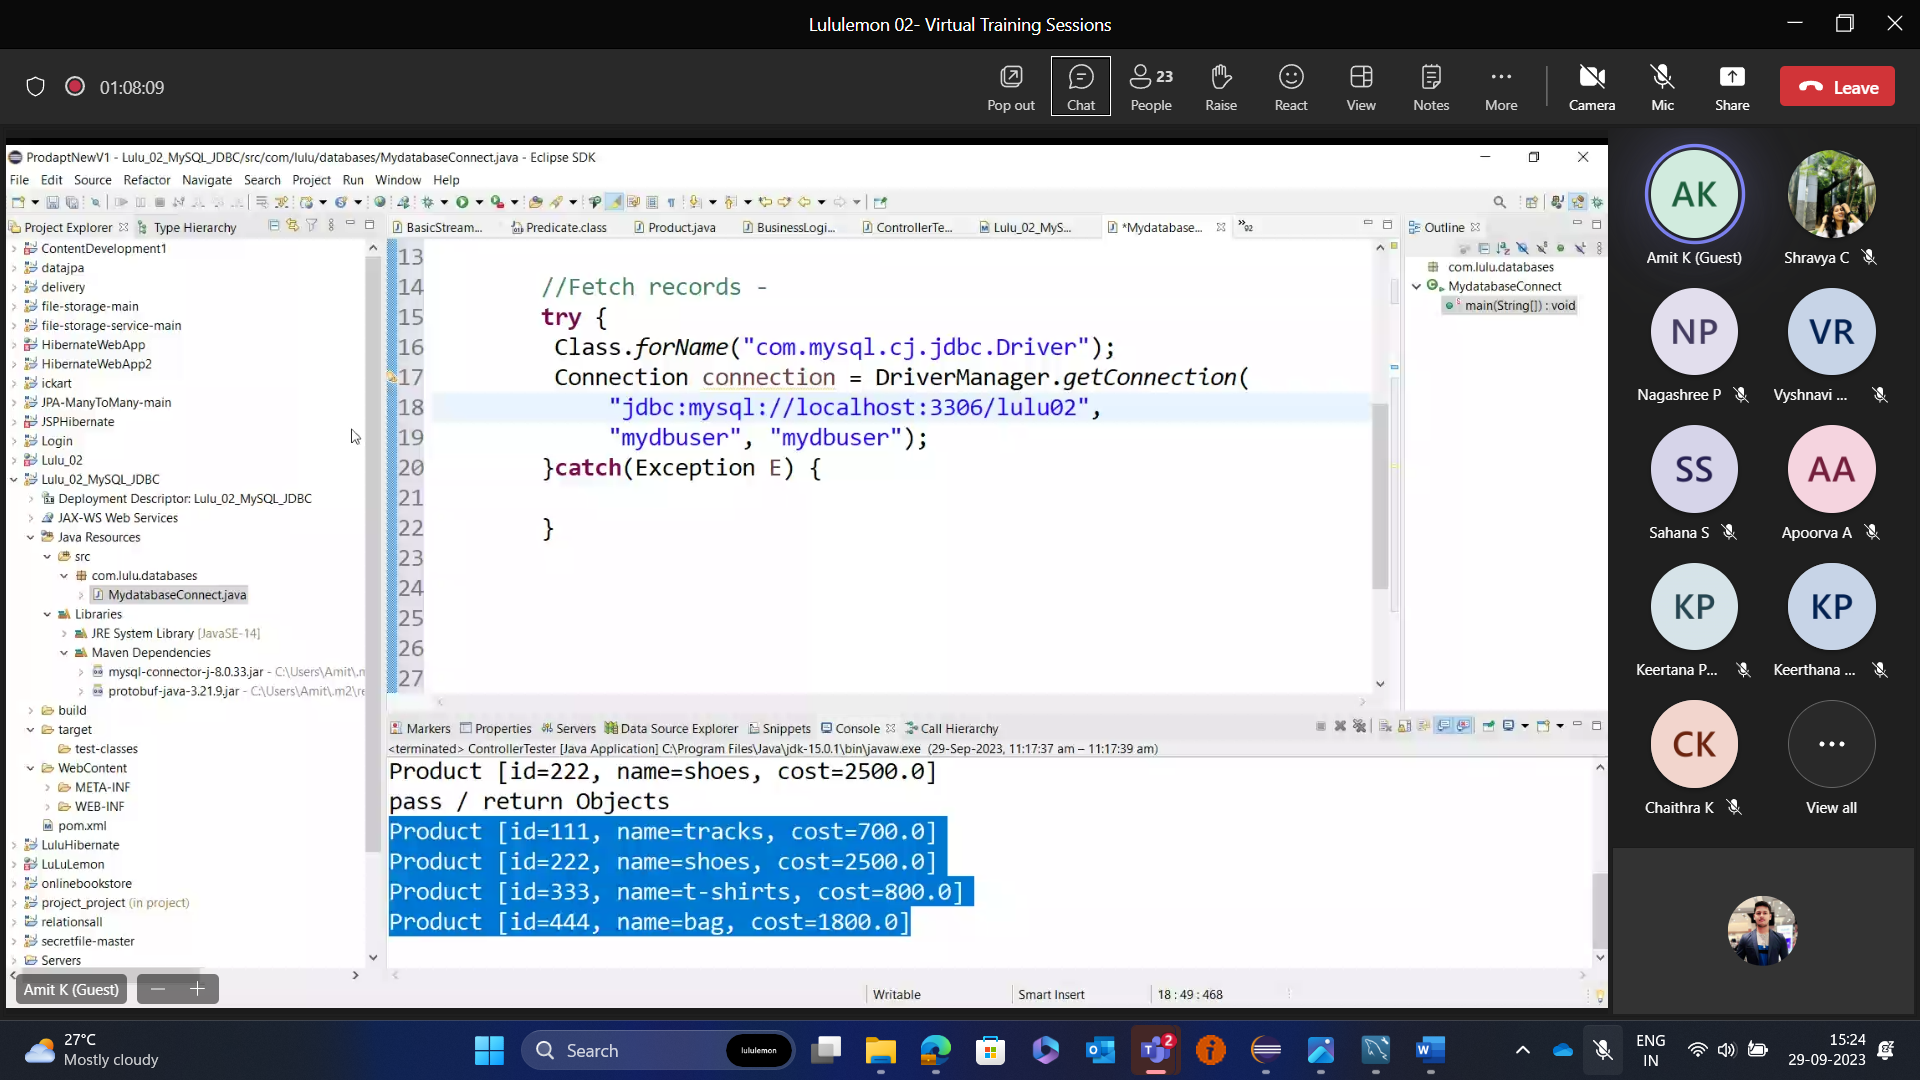 Lululemon 02- Virtual Training Sessions
01:08:09
Pop out
Chat
23
People
Raise
React
View
Notes
More
Camera
Mic
Share
Leave
ProdaptNewV1 - Lulu_02_MySQL_JDBC/src/com/lulu/databases/MydatabaseConnect.java - Eclipse SDK
File Edit Source Refactor Navigate Search Project Run Window Help
Project Explorer
Type Hierarchy
ContentDevelopment1
datajpa
delivery
file-storage-main
file-storage-service-main
HibernateWebApp
HibernateWebApp2
ickart
JPA-ManyToMany-main
JSPHibernate
Login
Lulu_02
Lulu_02_MySQL_JDBC
Deployment Descriptor: Lulu_02_MySQL_JDBC
JAX-WS Web Services
Java Resources
src
com.lulu.databases
MydatabaseConnect.java
Libraries
JRE System Library [JavaSE-14]
Maven Dependencies
mysql-connector-j-8.0.33.jar - C:\Users\Amit\.m
protobuf-java-3.21.9.jar - C:\Users\Amit\.m2\re
build
target
test-classes
WebContent
META-INF
WEB-INF
pom.xml
LuluHibernate
LuLuLemon
onlinebookstore
project_project (in project)
relationsall
secretfile-master
Servers
Amit K (Guest)
BasicStream...
Predicate.class
Product.java
BusinessLogi...
ControllerTe...
Lulu_02_MyS...
*Mydatabase...
»92
13
14 //Fetch records -
15 try {
16 Class.forName("com.mysql.cj.jdbc.Driver");
17 Connection connection = DriverManager.getConnection(
18 "jdbc:mysql://localhost:3306/lulu02",
19 "mydbuser", "mydbuser");
20 }catch(Exception E) {
21
22 }
23
24
25
26
27
Outline
com.lulu.databases
MydatabaseConnect
main(String[]) : void
Markers
Properties
Servers
Data Source Explorer
Snippets
Console
Call Hierarchy
<terminated> ControllerTester [Java Application] C:\Program Files\Java\jdk-15.0.1\bin\javaw.exe (29-Sep-2023, 11:17:37 am – 11:17:39 am)
Product [id=222, name=shoes, cost=2500.0]
pass / return Objects
Product [id=111, name=tracks, cost=700.0]
Product [id=222, name=shoes, cost=2500.0]
Product [id=333, name=t-shirts, cost=800.0]
Product [id=444, name=bag, cost=1800.0]
Writable
Smart Insert
18 : 49 : 468
AK
Amit K (Guest)
Shravya C
NP
Nagashree P
VR
Vyshnavi ...
SS
Sahana S
AA
Apoorva A
KP
Keertana P...
KP
Keerthana ...
CK
Chaithra K
View all
27°C
Mostly cloudy
Search
lululemon
2
ENG
IN
15:24
29-09-2023